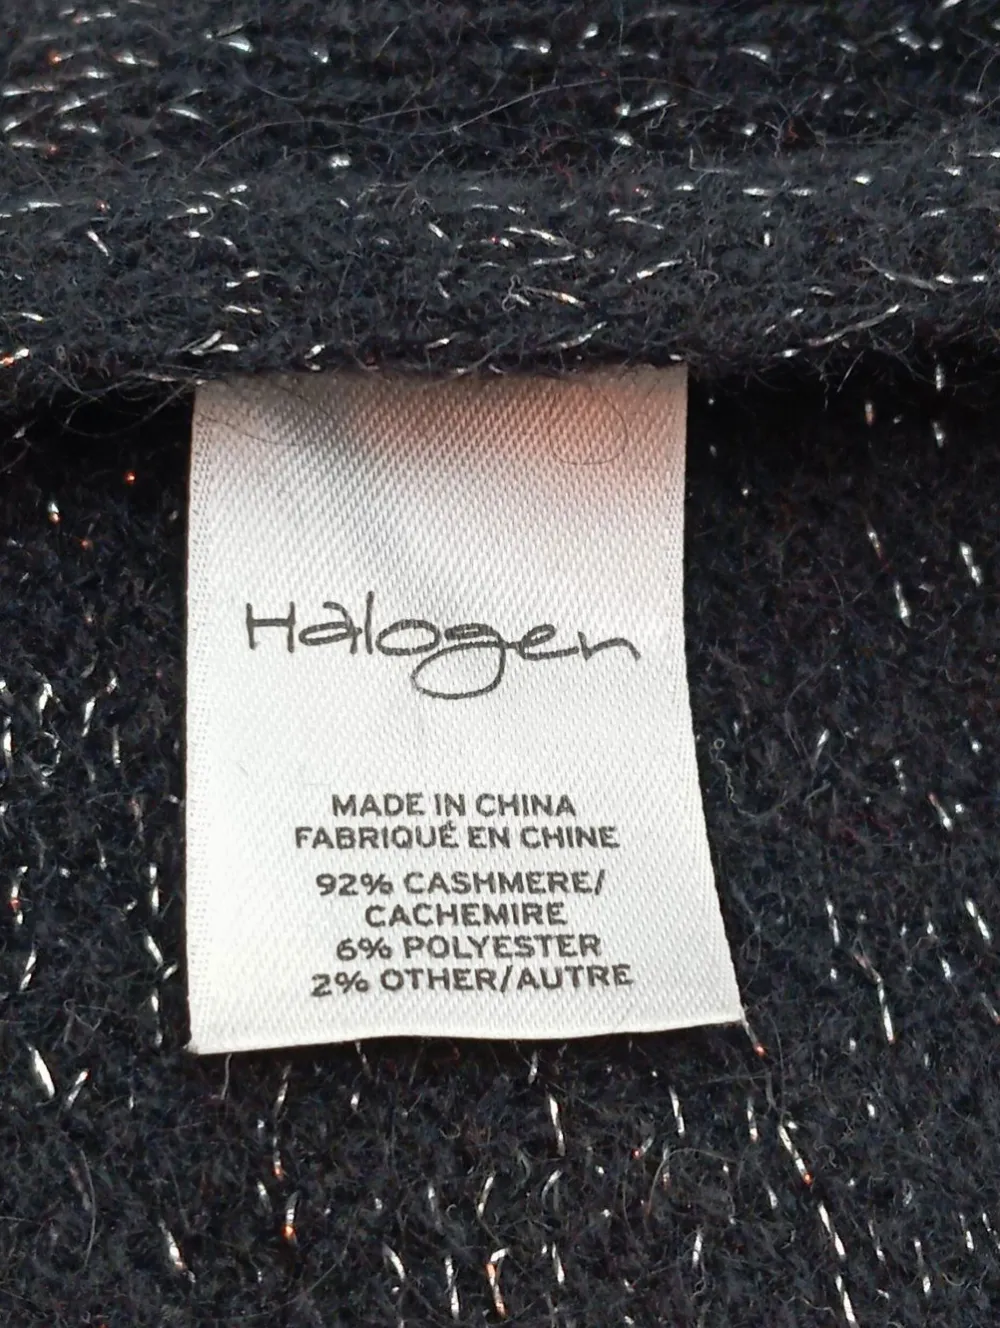 Halogen
MADE IN CHINA
FABRIQUÉ EN CHINE
92% CASHMERE/
CACHEMIRE
6% POLYESTER
2% OTHER/AUTRE